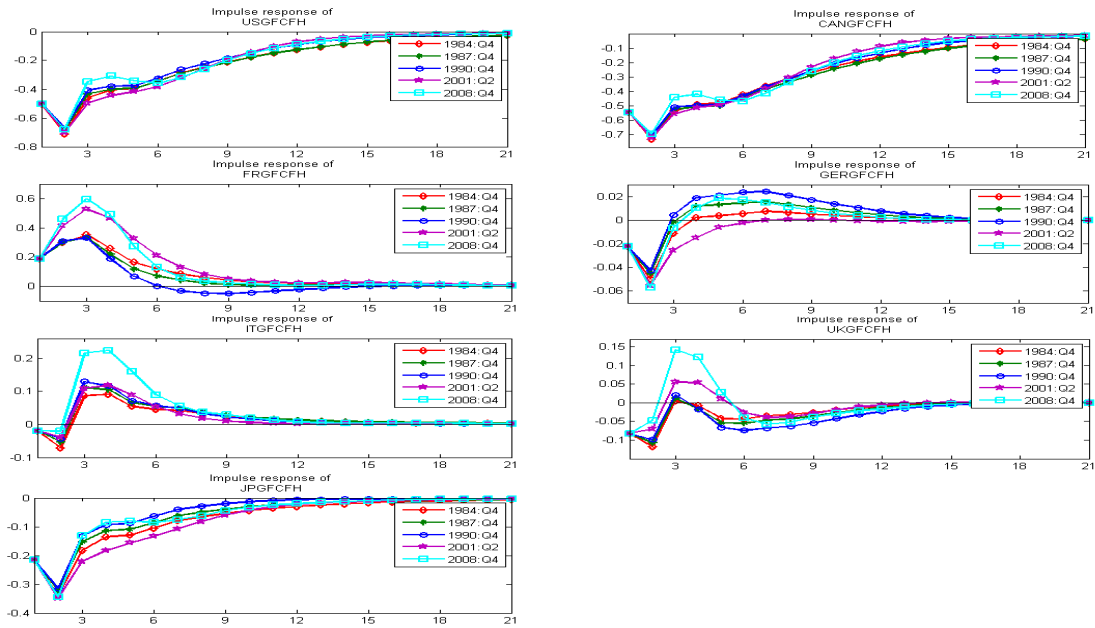 Impulse response of
USGFCFH
0
-0.2
-0.4
-0.6
-0.8
3 6 9 12 15 18 21
1984:Q4
1987:Q4
1990:Q4
2001:Q2
2008:Q4
Impulse response of
CANGFCFH
-0.1
-0.2
-0.3
-0.4
-0.5
-0.6
-0.7
3 6 9 12 15 18 21
1984:Q4
1987:Q4
1990:Q4
2001:Q2
2008:Q4
Impulse response of
FRGFCFH
0.6
0.4
0.2
0
3 6 9 12 15 18 21
1984:Q4
1987:Q4
1990:Q4
2001:Q2
2008:Q4
Impulse response of
GERGFCFH
0.02
0
-0.02
-0.04
-0.06
3 6 9 12 15 18 21
1984:Q4
1987:Q4
1990:Q4
2001:Q2
2008:Q4
Impulse response of
ITGFCFH
0.2
0.1
0
-0.1
3 6 9 12 15 18 21
1984:Q4
1987:Q4
1990:Q4
2001:Q2
2008:Q4
Impulse response of
UKGFCFH
0.15
0.1
0.05
0
-0.05
-0.1
3 6 9 12 15 18 21
1984:Q4
1987:Q4
1990:Q4
2001:Q2
2008:Q4
Impulse response of
JPGFCFH
0
-0.1
-0.2
-0.3
-0.4
3 6 9 12 15 18 21
1984:Q4
1987:Q4
1990:Q4
2001:Q2
2008:Q4